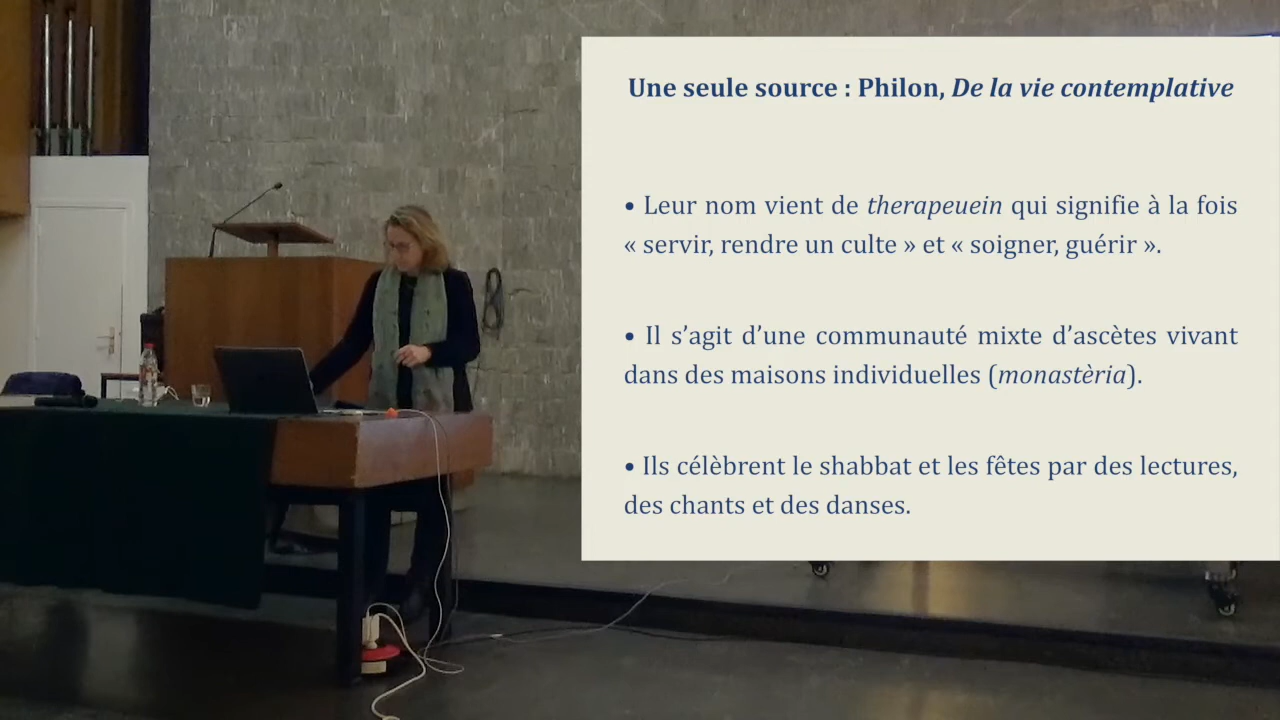 Une seule source : Philon, De la vie contemplative
• Leur nom vient de therapeuein qui signifie à la fois
« servir, rendre un culte » et « soigner, guérir ».
• Il s’agit d’une communauté mixte d’ascètes vivant
dans des maisons individuelles (monastèria).
• Ils célèbrent le shabbat et les fêtes par des lectures,
des chants et des danses.